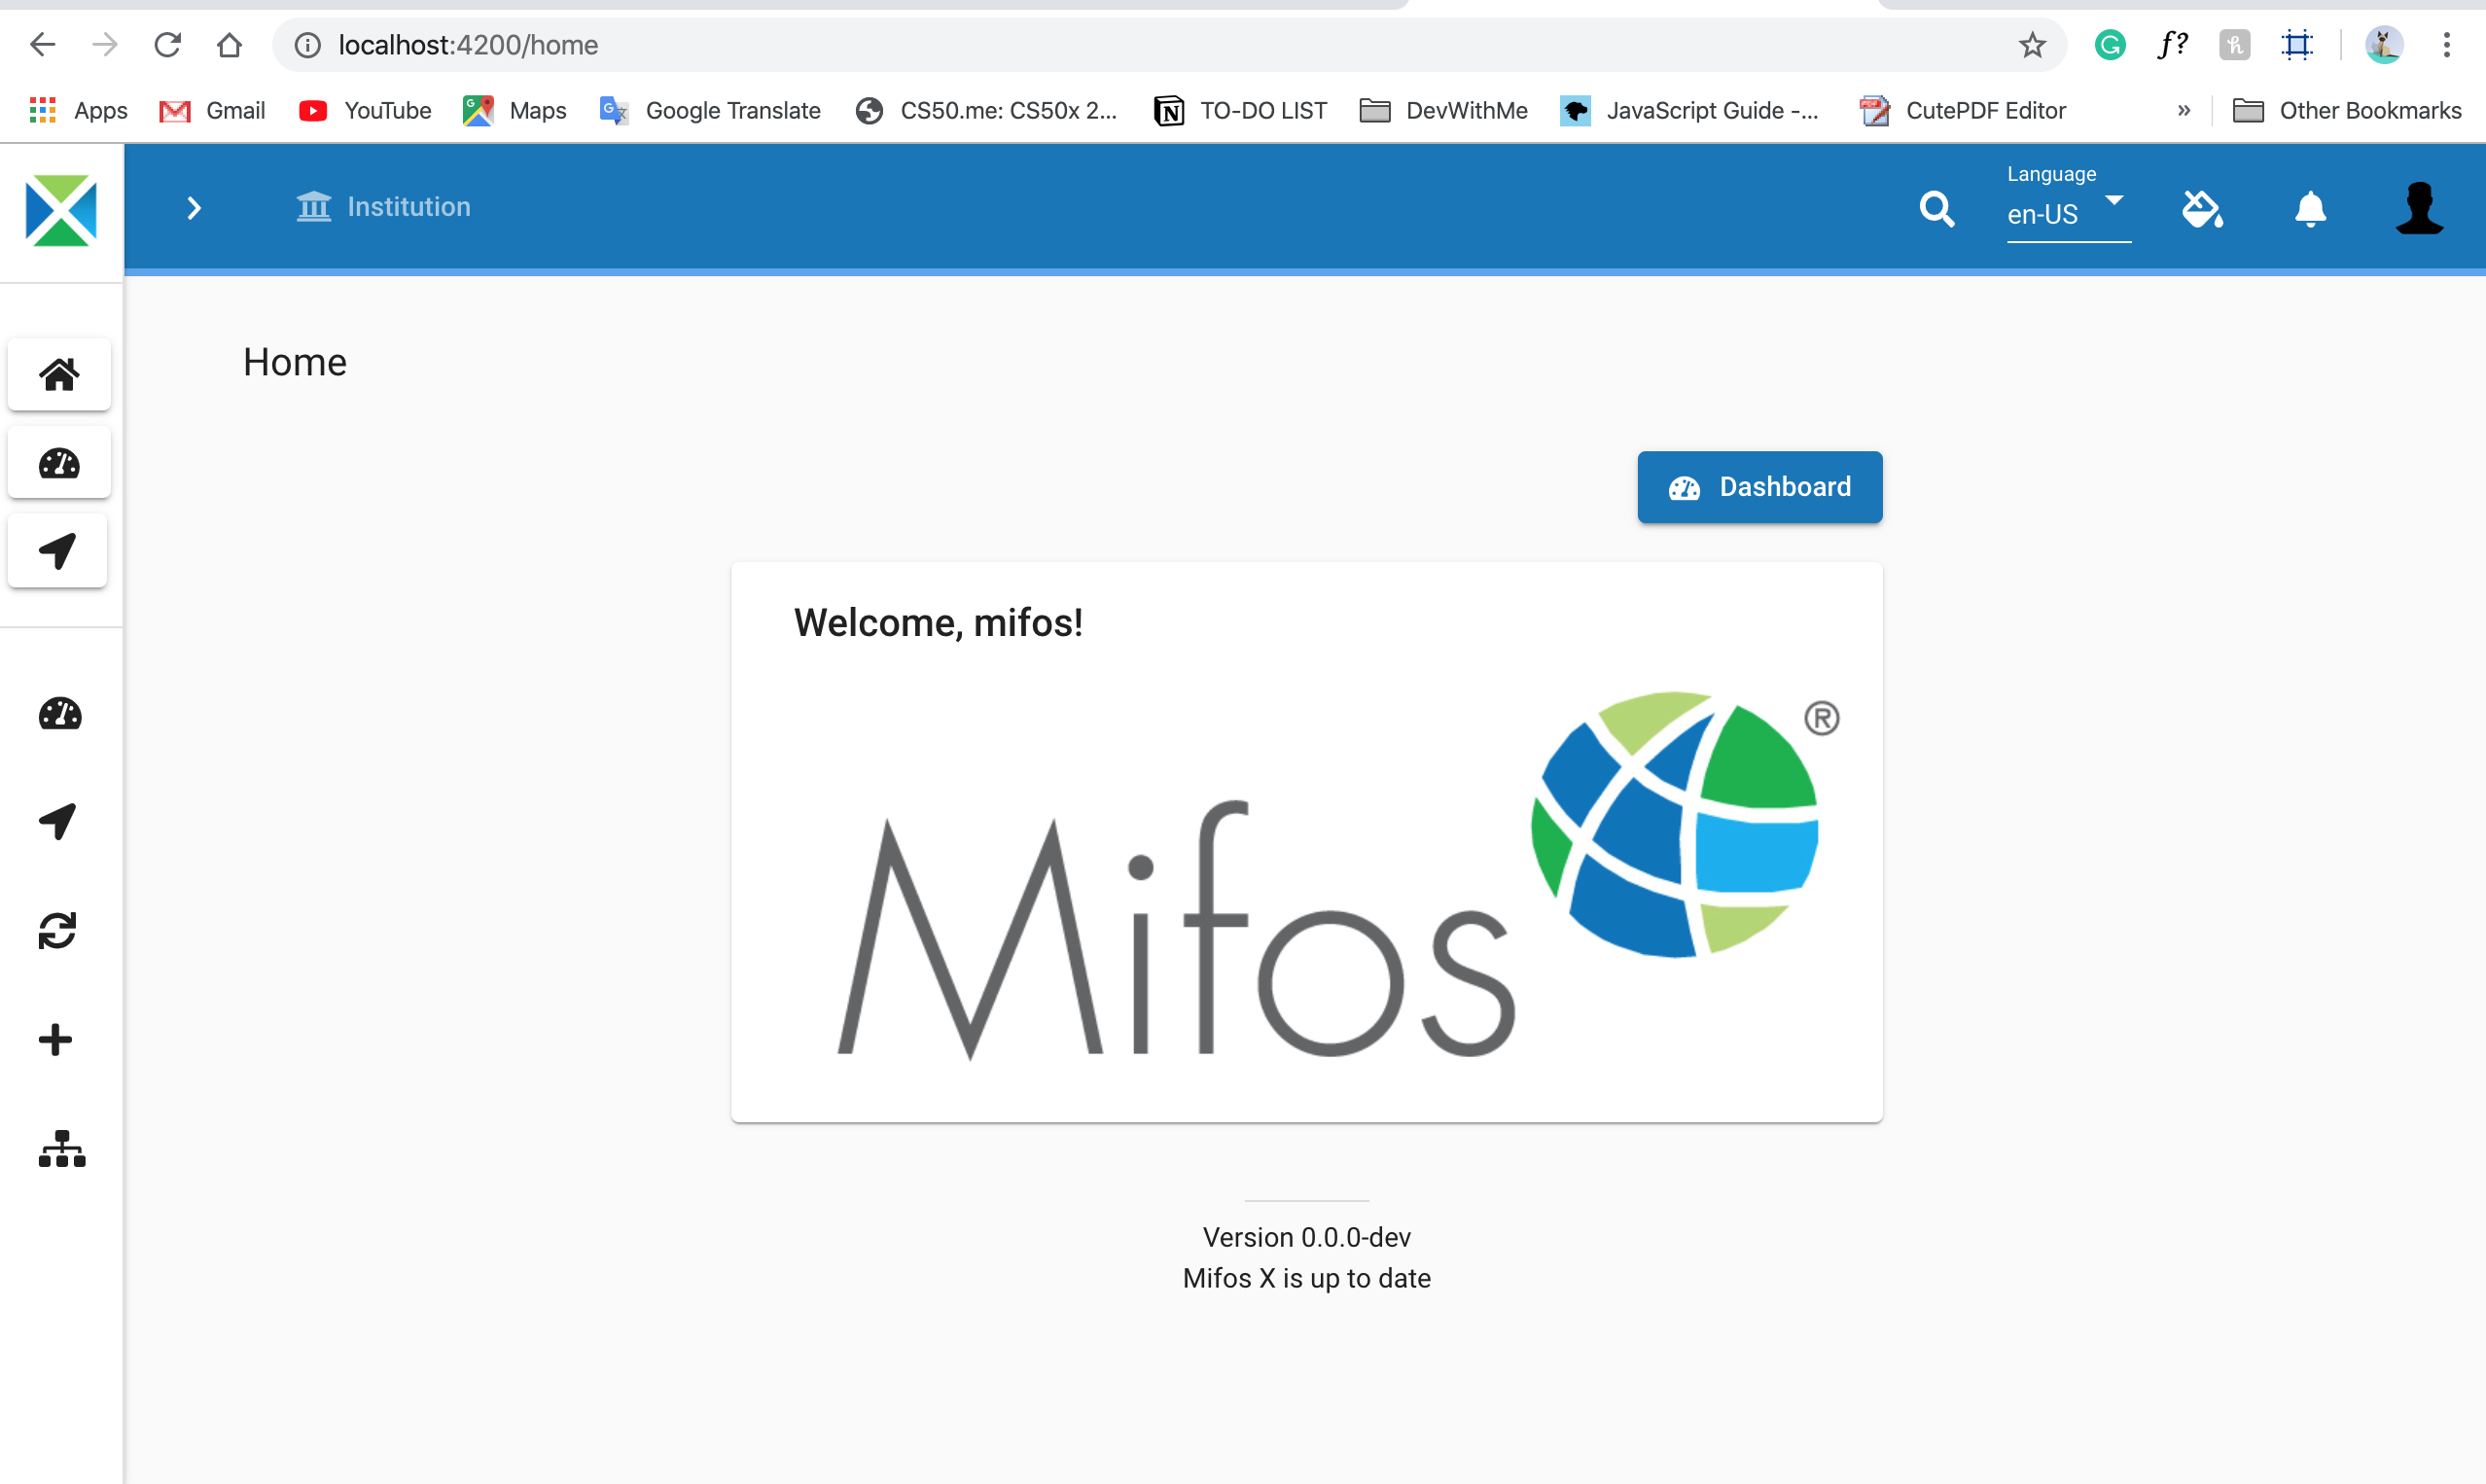 localhost:4200/home
Apps
Gmail
YouTube
Maps
Google Translate
CS50.me: CS50x 2...
TO-DO LIST
DevWithMe
JavaScript Guide -...
CutePDF Editor
»
Other Bookmarks
Institution
Language
en-US
Home
Dashboard
Welcome, mifos!
Mifos ®
Version 0.0.0-dev
Mifos X is up to date